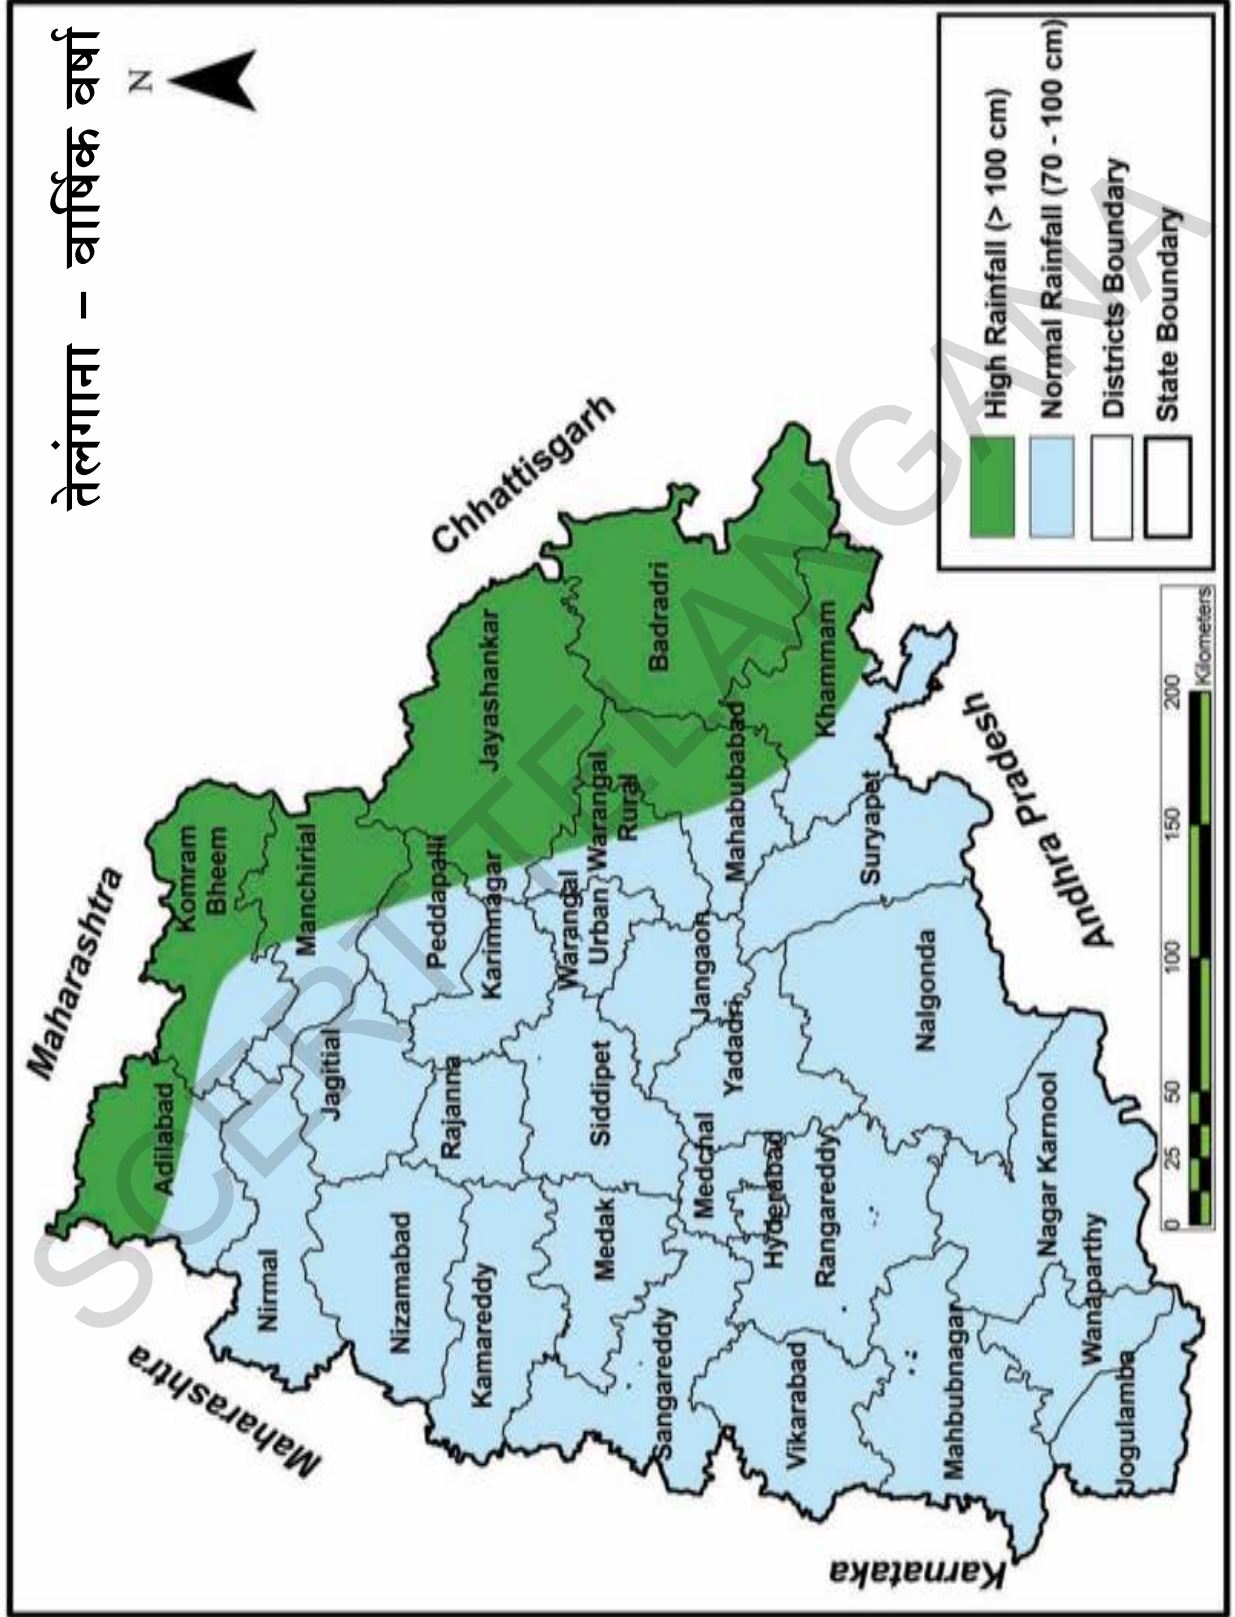 तेलंगाना – वार्षिक वर्षा
N
Maharashtra
Maharashtra
Chhattisgarh
Karnataka
Andhra Pradesh
Adilabad
Komram
Bheem
Manchirial
Nirmal
Jagitial
Nizamabad
Peddapalli
Jayashankar
Karimnagar
Rajanna
Kamareddy
Warangal
Urban
Warangal
Rural
Badradri
Siddipet
Medak
Sangareddy
Jangaon
Mahabubabad
Yadadri
Medchal
Hyderabad
Khammam
Rangareddy
Vikarabad
Suryapet
Nalgonda
Mahbubnagar
Nagar Karnool
Wanaparthy
Jogulamba
High Rainfall (> 100 cm)
Normal Rainfall (70 - 100 cm)
Districts Boundary
State Boundary
0 25 50 100 150 200
Kilometers
SCERT TELANGANA